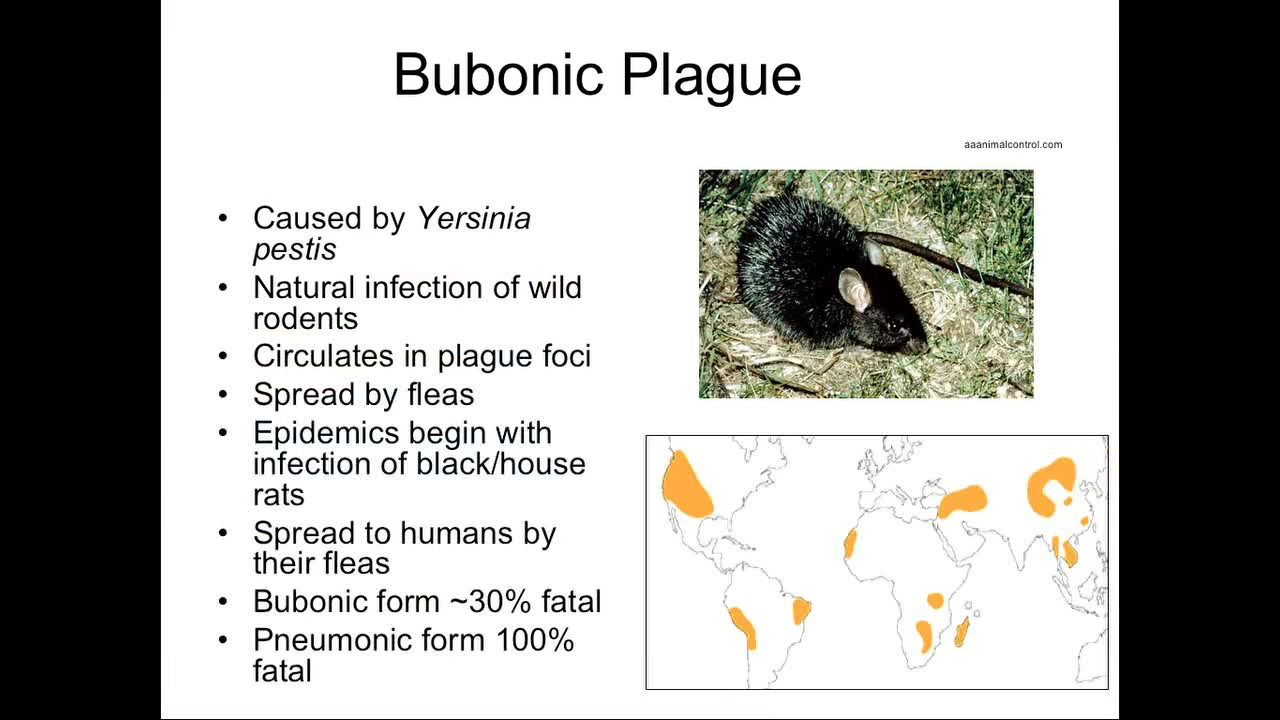 Bubonic Plague
aaanimalcontrol.com
• Caused by Yersinia
pestis
• Natural infection of wild
rodents
• Circulates in plague foci
• Spread by fleas
• Epidemics begin with
infection of black/house
rats
• Spread to humans by
their fleas
• Bubonic form ~30% fatal
• Pneumonic form 100%
fatal